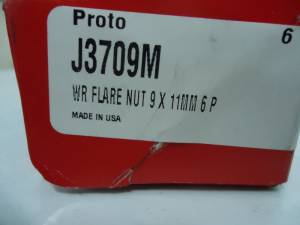 Proto 6
J3709M
WR FLARE NUT 9 X 11MM 6 P
MADE IN USA